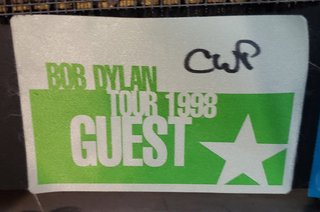 CWP
BOB DYLAN
TOUR 1998
GUEST